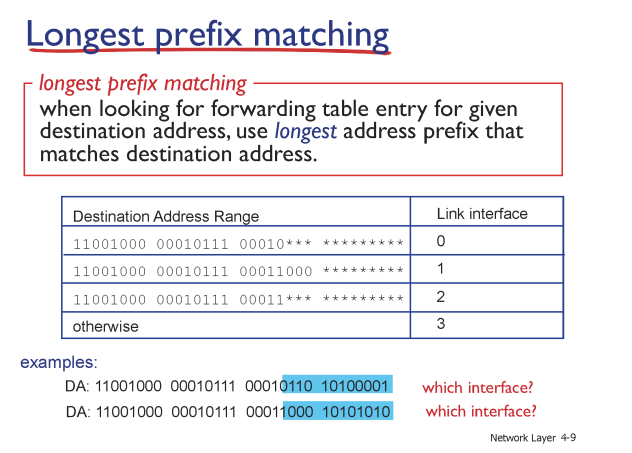 Longest prefix matching
longest prefix matching
when looking for forwarding table entry for given
destination address, use longest address prefix that
matches destination address.
Destination Address Range Link interface
11001000 00010111 00010*** ********* 0
11001000 00010111 00011000 ********* 1
11001000 00010111 00011*** ********* 2
otherwise 3
examples:
DA: 11001000 00010111 00010110 10100001 which interface?
DA: 11001000 00010111 00011000 10101010 which interface?
Network Layer 4-9